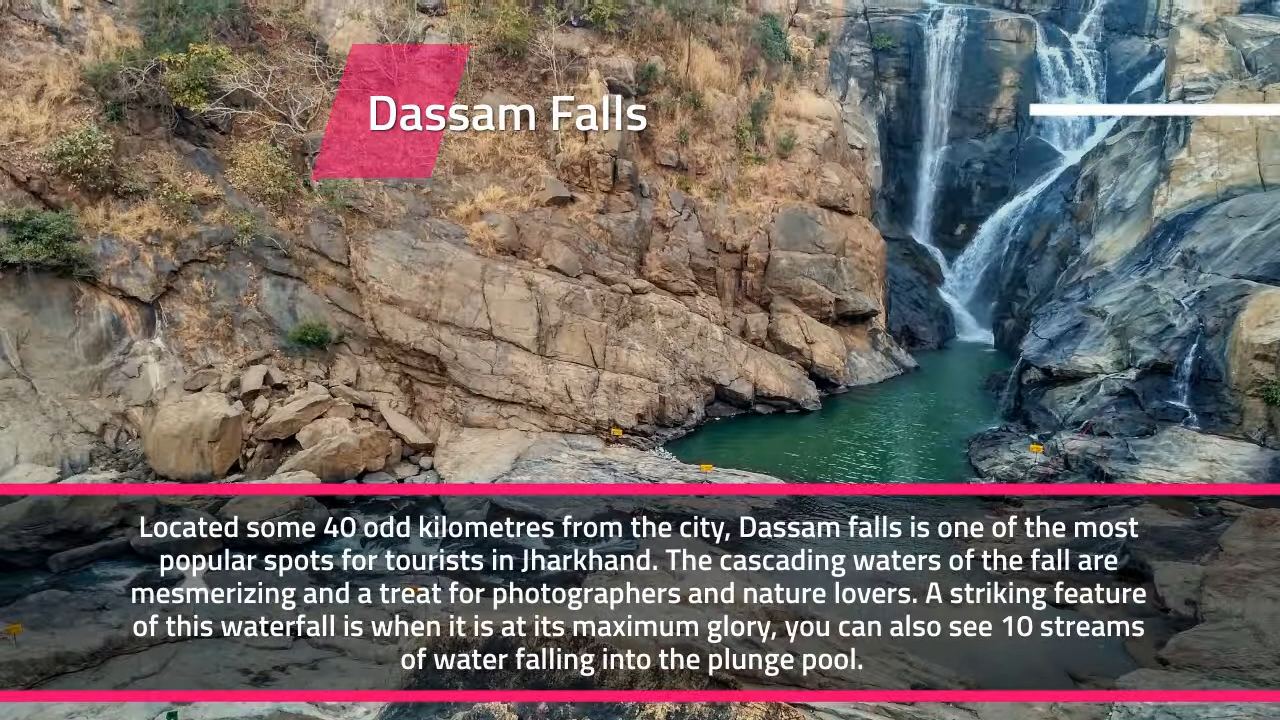 Dassam Falls
Located some 40 odd kilometres from the city, Dassam falls is one of the most
popular spots for tourists in Jharkhand. The cascading waters of the fall are
mesmerizing and a treat for photographers and nature lovers. A striking feature
of this waterfall is when it is at its maximum glory, you can also see 10 streams
of water falling into the plunge pool.